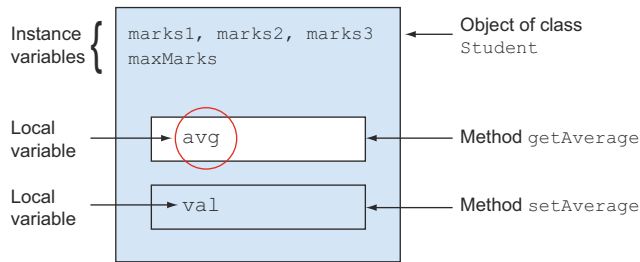 Instance variables
marks1, marks2, marks3
maxMarks
Object of class
Student
Local variable
avg
Method getAverage
Local variable
val
Method setAverage